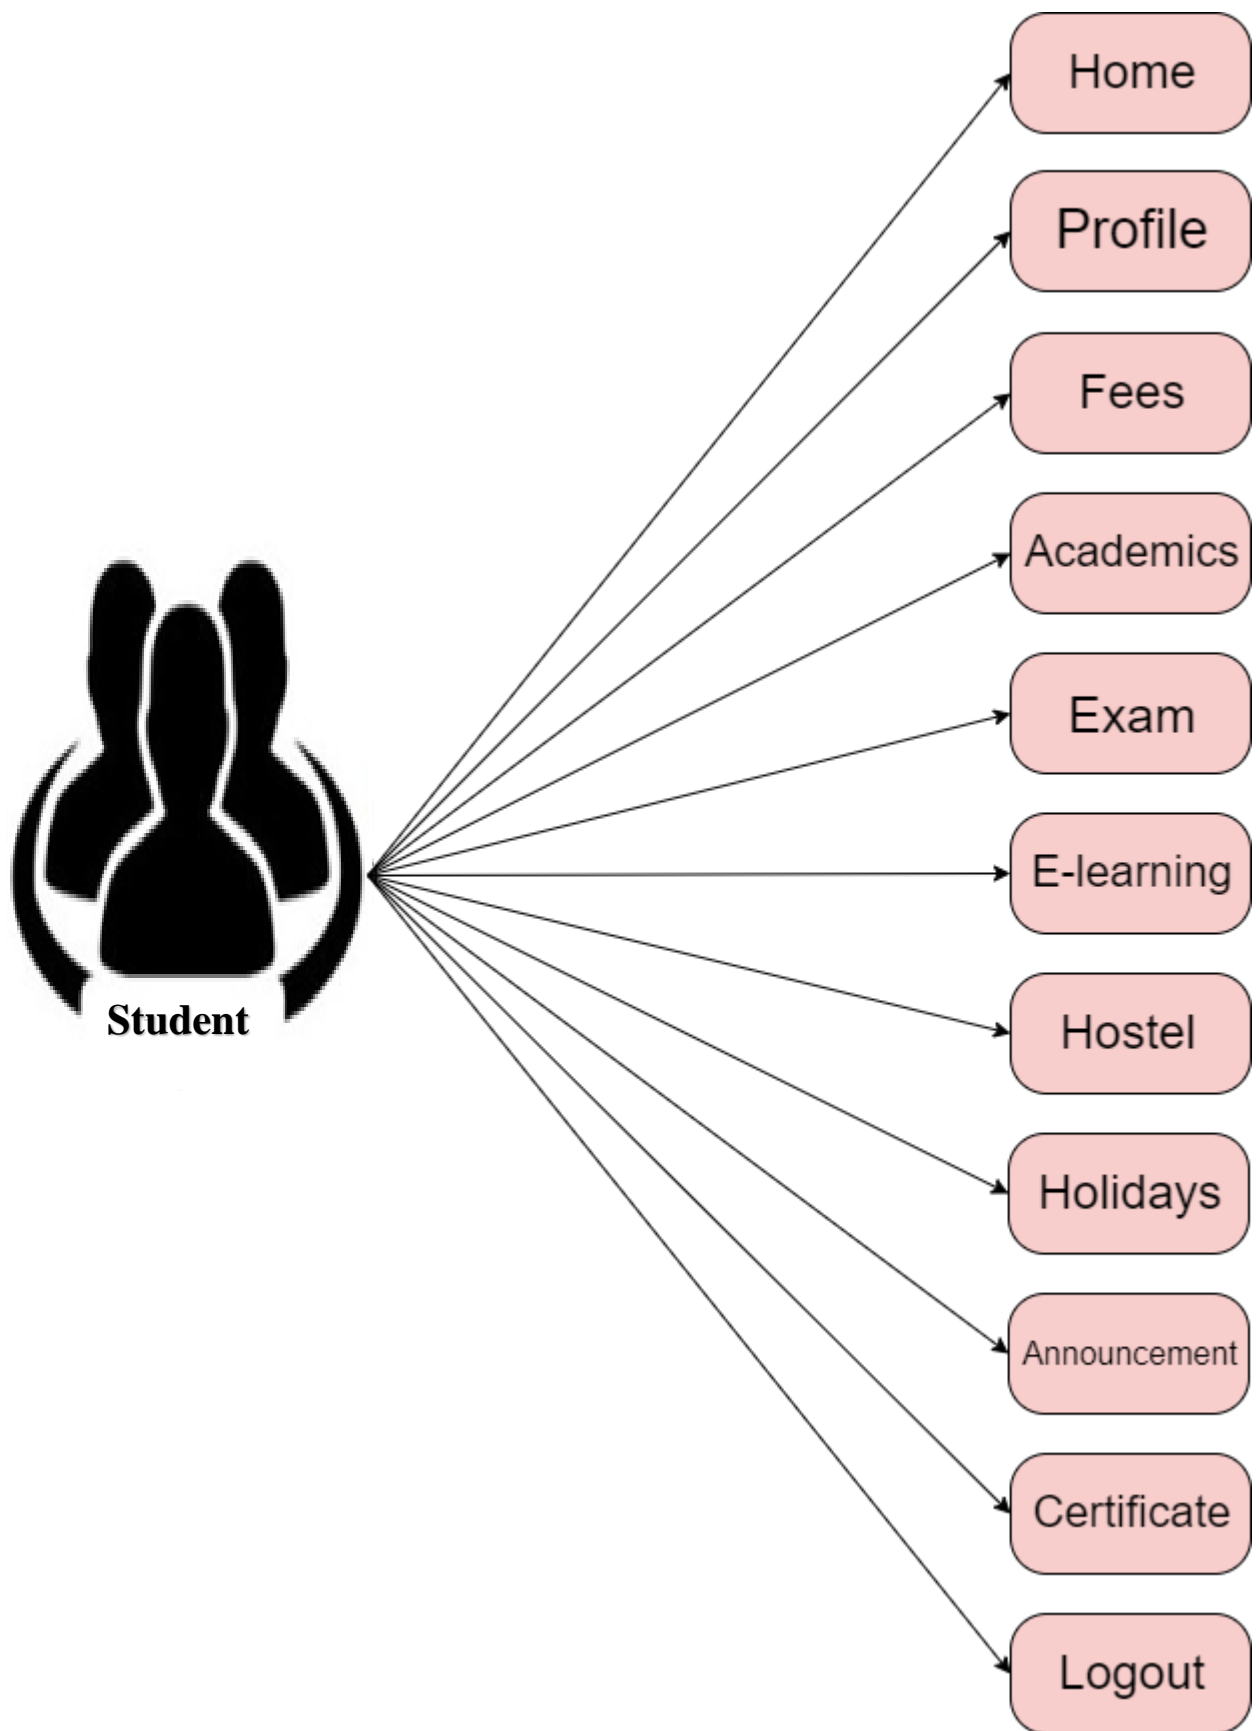 Home
Profile
Fees
Academics
Exam
E-learning
Hostel
Student
Holidays
Announcement
Certificate
Logout